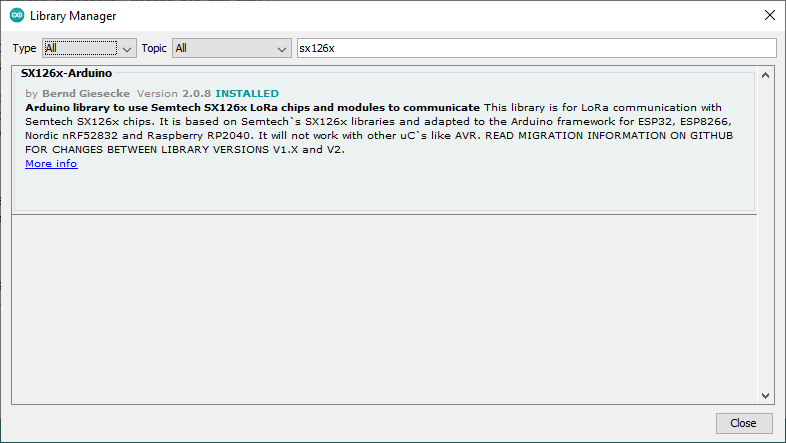 Library Manager
Type All Topic All sx126x
SX126x-Arduino
by Bernd Giesecke Version 2.0.8 INSTALLED
Arduino library to use Semtech SX126x LoRa chips and modules to communicate This library is for LoRa communication with
Semtech SX126x chips. It is based on Semtech`s SX126x libraries and adapted to the Arduino framework for ESP32, ESP8266,
Nordic nRF52832 and Raspberry RP2040. It will not work with other uC`s like AVR. READ MIGRATION INFORMATION ON GITHUB
FOR CHANGES BETWEEN LIBRARY VERSIONS V1.X and V2.
More info
Close